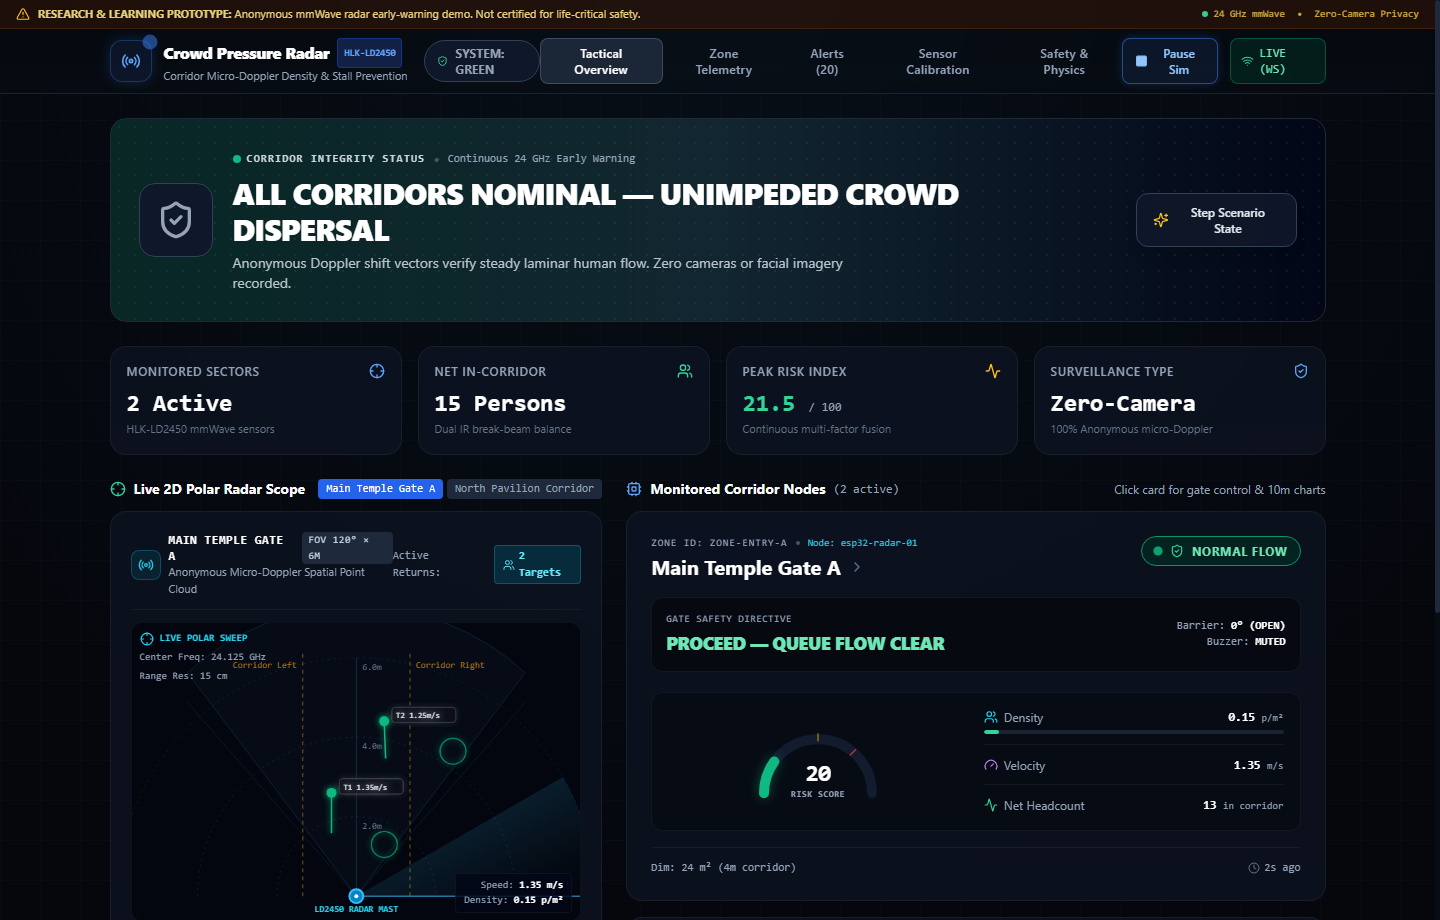 RESEARCH & LEARNING PROTOTYPE: Anonymous mmWave radar early-warning demo. Not certified for life-critical safety.
24 GHz mmWave • Zero-Camera Privacy
Crowd Pressure Radar
HLK-LD2450
Corridor Micro-Doppler Density & Stall Prevention
SYSTEM:
GREEN
Tactical
Overview
Zone
Telemetry
Alerts
(20)
Sensor
Calibration
Safety &
Physics
Pause
Sim
LIVE
(WS)
CORRIDOR INTEGRITY STATUS • Continuous 24 GHz Early Warning
ALL CORRIDORS NOMINAL — UNIMPEDED CROWD
DISPERSAL
Anonymous Doppler shift vectors verify steady laminar human flow. Zero cameras or facial imagery
recorded.
Step Scenario
State
MONITORED SECTORS
2 Active
HLK-LD2450 mmWave sensors
NET IN-CORRIDOR
15 Persons
Dual IR break-beam balance
PEAK RISK INDEX
21.5 / 100
Continuous multi-factor fusion
SURVEILLANCE TYPE
Zero-Camera
100% Anonymous micro-Doppler
Live 2D Polar Radar Scope
Main Temple Gate A
North Pavilion Corridor
Monitored Corridor Nodes (2 active)
Click card for gate control & 10m charts
MAIN TEMPLE GATE
A
FOV 120° ×
6M
Anonymous Micro-Doppler Spatial Point
Cloud
Active
Returns:
2
Targets
LIVE POLAR SWEEP
Center Freq: 24.125 GHz
Range Res: 15 cm
Corridor Left
Corridor Right
6.0m
T2 1.25m/s
4.0m
T1 1.35m/s
2.0m
Speed: 1.35 m/s
Density: 0.15 p/m²
LD2450 RADAR MAST
ZONE ID: ZONE-ENTRY-A • Node: esp32-radar-01
Main Temple Gate A
NORMAL FLOW
GATE SAFETY DIRECTIVE
PROCEED — QUEUE FLOW CLEAR
Barrier: 0° (OPEN)
Buzzer: MUTED
20
RISK SCORE
Density 0.15 p/m²
Velocity 1.35 m/s
Net Headcount 13 in corridor
Dim: 24 m² (4m corridor)
2s ago